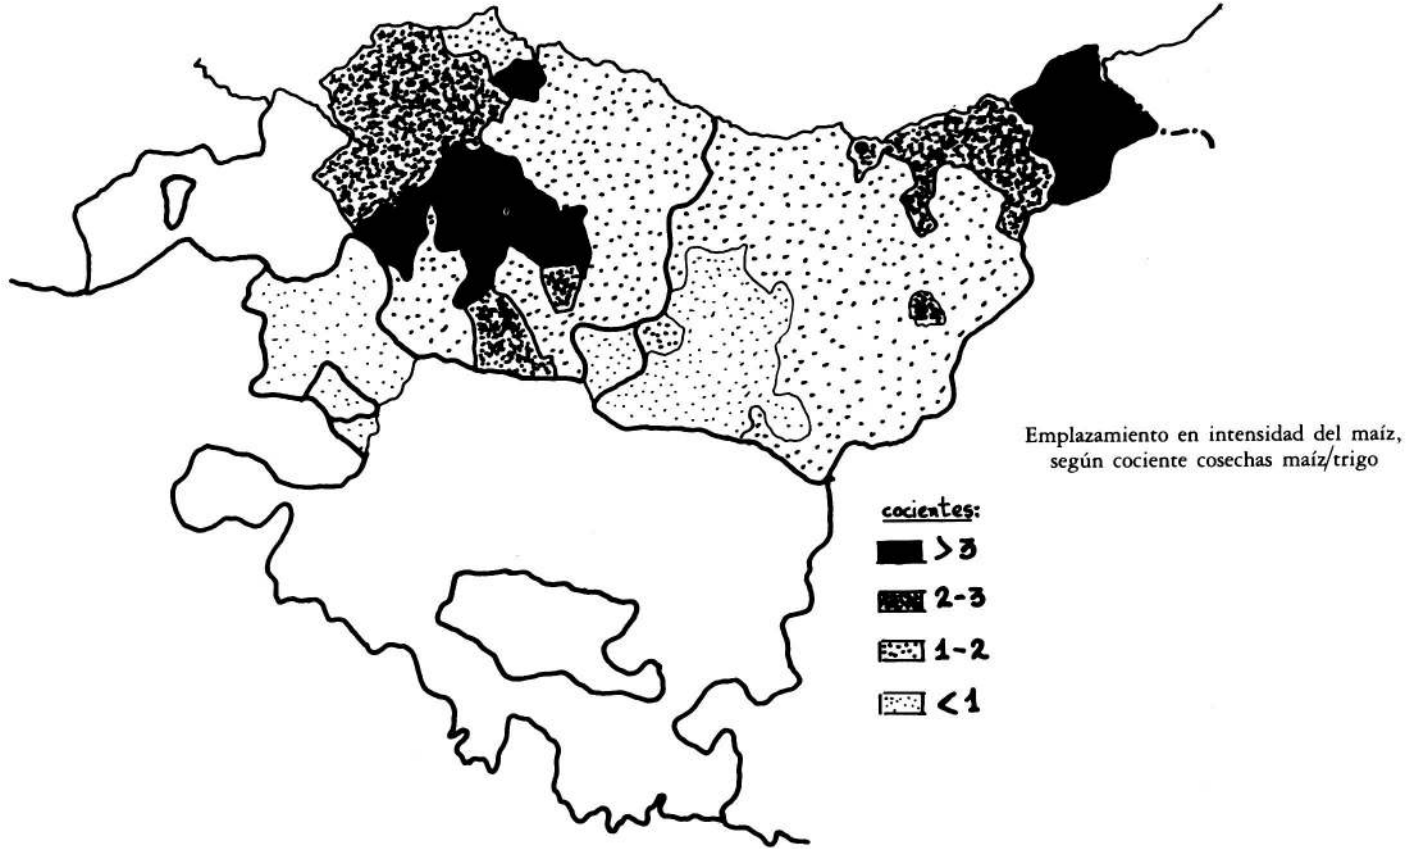 Emplazamiento en intensidad del maíz,
según cociente cosechas maíz/trigo
cocientes:
>3
2-3
1-2
<1